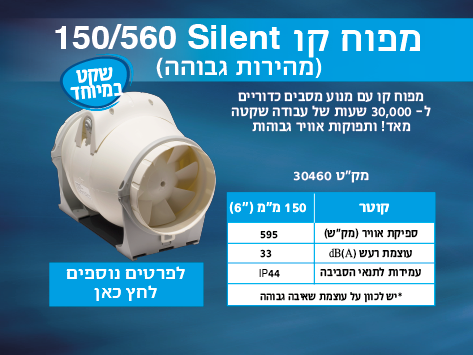 מפוח קו 150/560 Silent
(מהירות גבוהה)
שקט
במיוחד
מפוח קו עם מנוע מסבים כדוריים
ל- 30,000 שעות של עבודה שקטה
מאד! ותפוקות אוויר גבוהות
מק"ט 30460
קוטר 150 מ"מ ("6)
ספיקת אוויר (מק"ש) 595
עוצמת רעש dB(A) 33
עמידות לתנאי הסביבה IP44
*יש לכוון על עוצמת שאיבה גבוהה
לפרטים נוספים
לחץ כאן